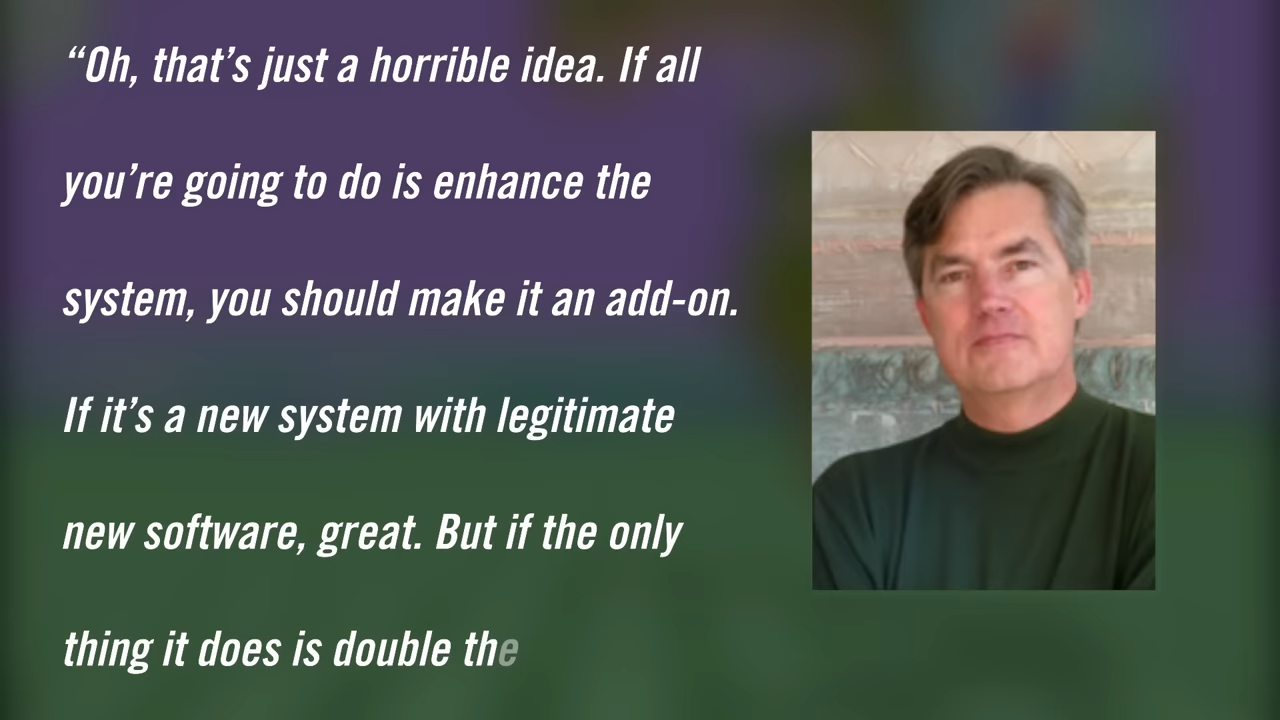 “Oh, that’s just a horrible idea. If all
you’re going to do is enhance the
system, you should make it an add-on.
If it’s a new system with legitimate
new software, great. But if the only
thing it does is double the